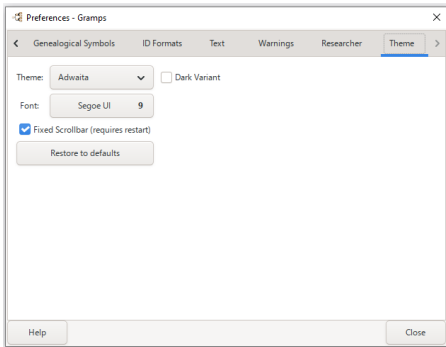 Preferences - Gramps
Genealogical Symbols ID Formats Text Warnings Researcher Theme
Theme: Adwaita Dark Variant
Font: Segoe UI 9
Fixed Scrollbar (requires restart)
Restore to defaults
Help Close